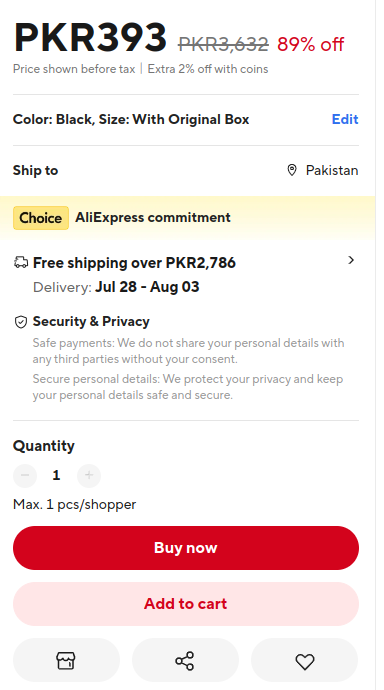 PKR393 PKR3,632 89% off
Price shown before tax | Extra 2% off with coins
Color: Black, Size: With Original Box Edit
Ship to Pakistan
Choice AliExpress commitment
Free shipping over PKR2,786
Delivery: Jul 28 - Aug 03
Security & Privacy
Safe payments: We do not share your personal details with
any third parties without your consent.
Secure personal details: We protect your privacy and keep
your personal details safe and secure.
Quantity
1
Max. 1 pcs/shopper
Buy now
Add to cart